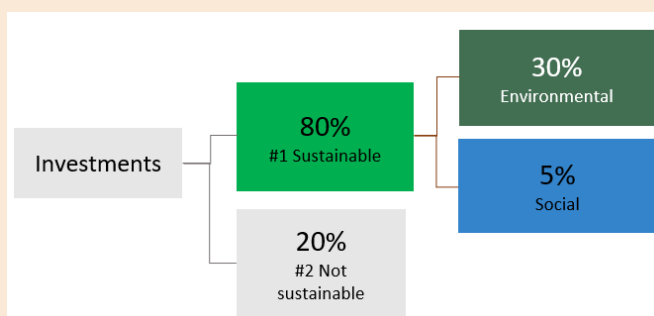 Investments
80%
#1 Sustainable
20%
#2 Not
sustainable
30%
Environmental
5%
Social